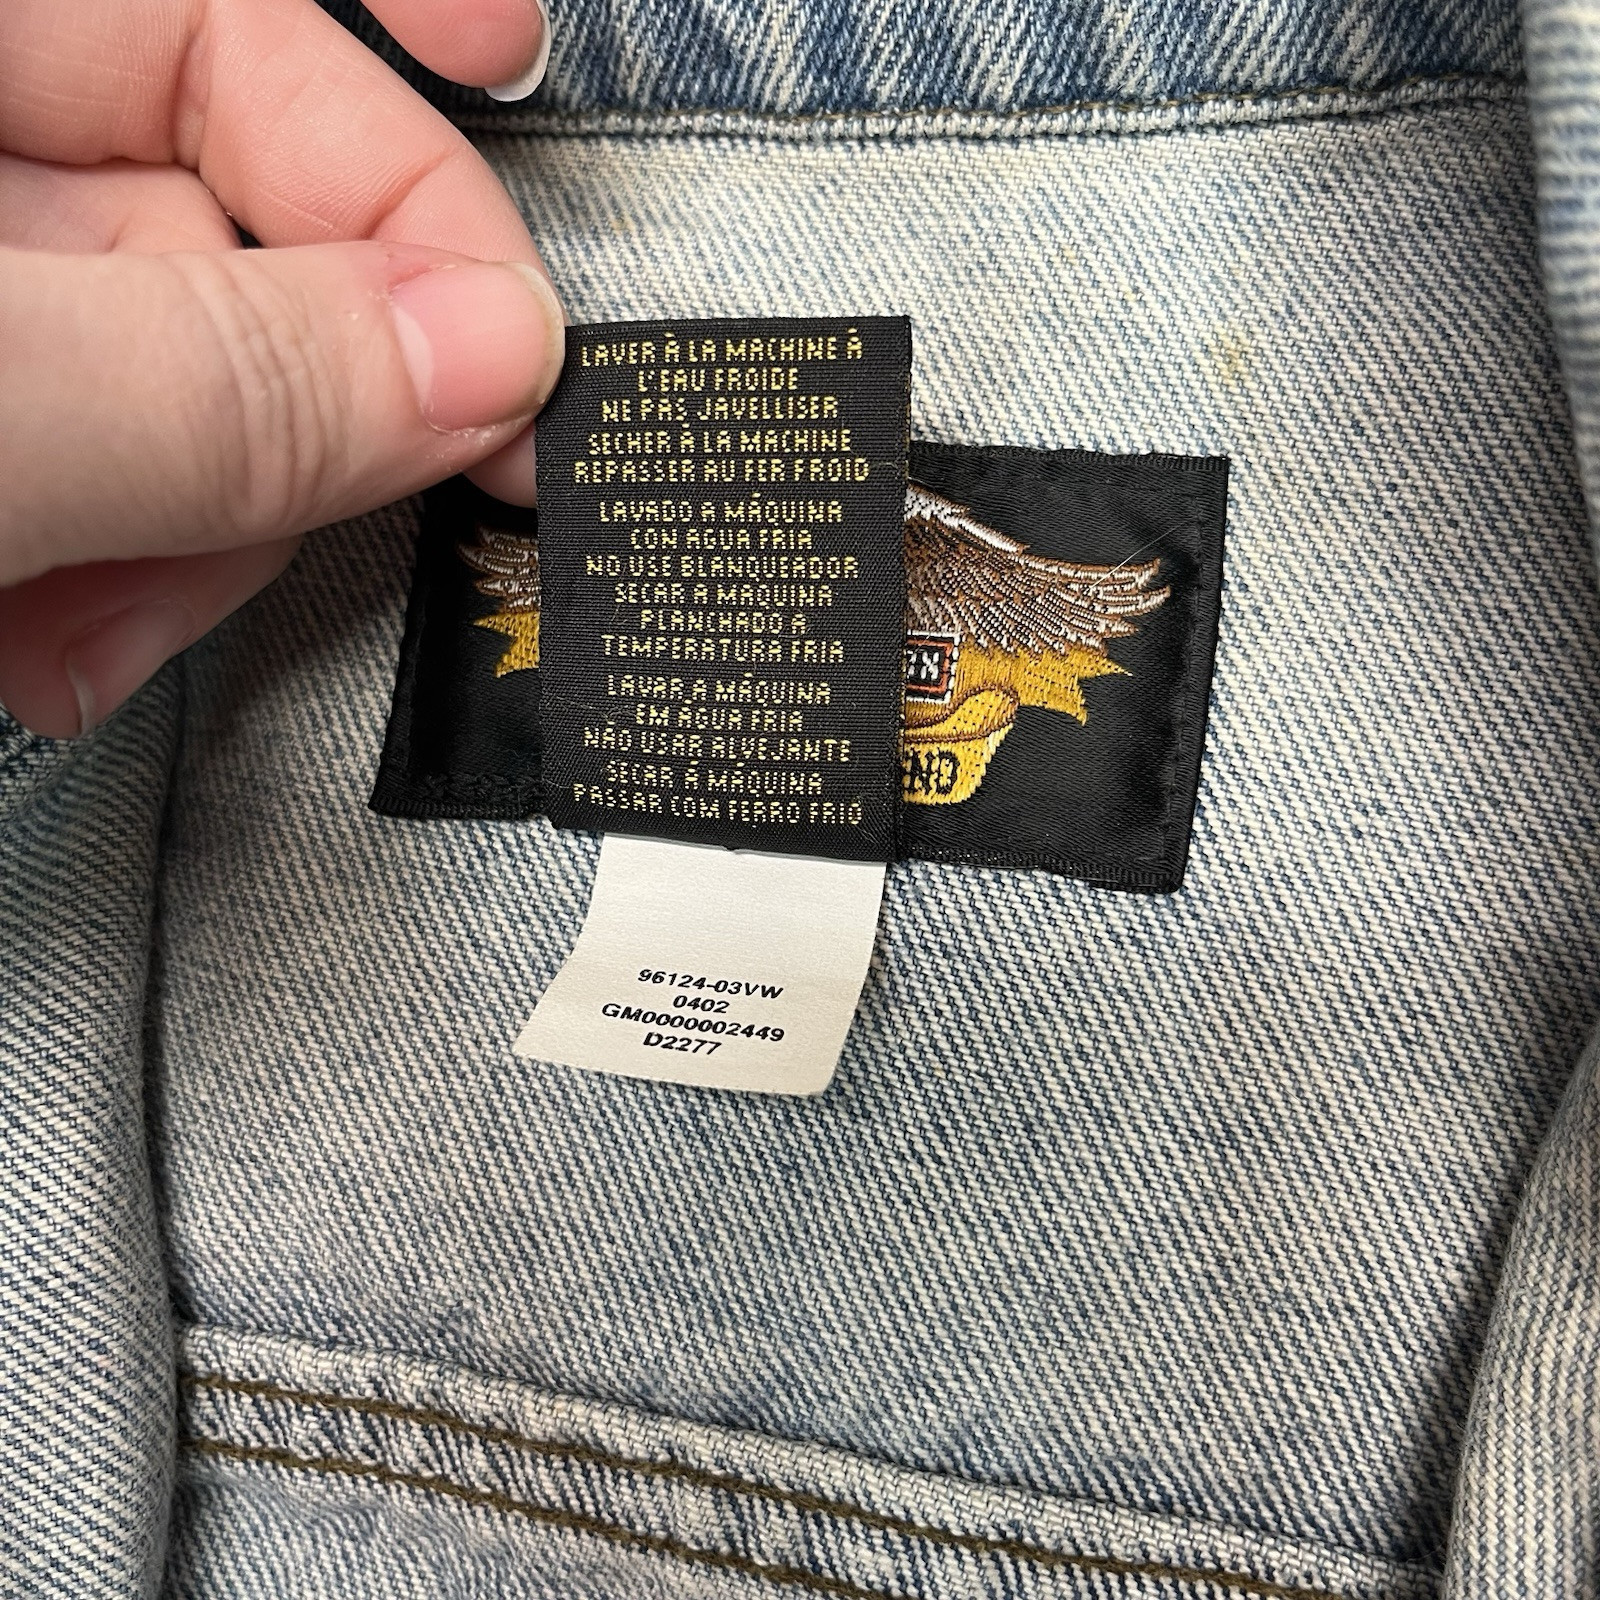 LAVER À LA MACHINE À
L'EAU FROIDE
NE PAS JAVELLISER
SECHER À LA MACHINE
REPASSER AU FER FROID
LAVADO A MÁQUINA
CON AGUA FRIA
NO USE BLANQUEADOR
SECAR A MAQUINA
PLANCHADO A
TEMPERATURA FRIA
LAVAR A MÁQUINA
EM AGUA FRIA
NÃO USAR ALVEJANTE
SECAR Á MÁQUINA
PASSAR COM FERRO FRIO
96124-03VW
0402
GM0000002449
D2277